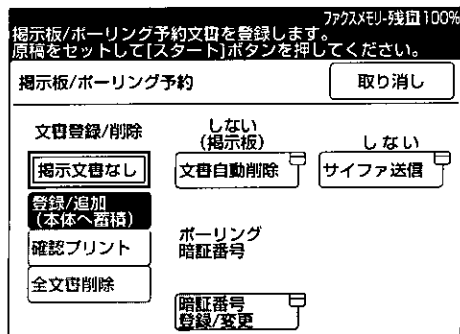 ファクスメモリ-残量100%
掲示板/ポーリング予約文書を登録します。
原稿をセットして[スタート]ボタンを押してください。
掲示板/ポーリング予約
取り消し
文書登録/削除
しない
(掲示板)
しない
掲示文書なし
文書自動削除
サイファ送信
登録/追加
(本体へ蓄積)
確認プリント
ポーリング
暗証番号
全文書削除
暗証番号
登録/変更